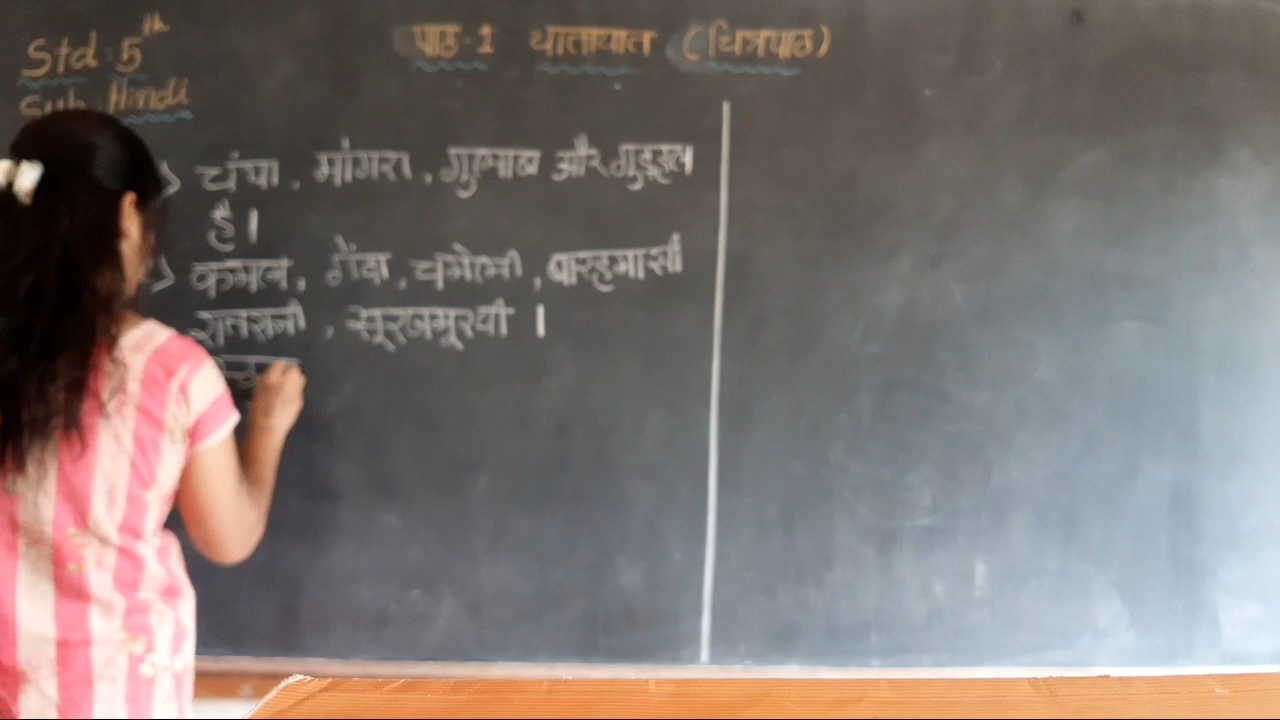 Std : 5th
Sub : Hindi
पाठ-1 यातायात (चित्रपाठ)
> चंपा, मोगरा, गुलाब और गुड़हल
है।
> कमल, गेंदा, चमेली, बारहमासी
रातरानी, सूरजमूखी ।